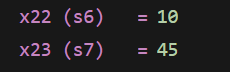 x22 (s6)   = 10
x23 (s7)   = 45